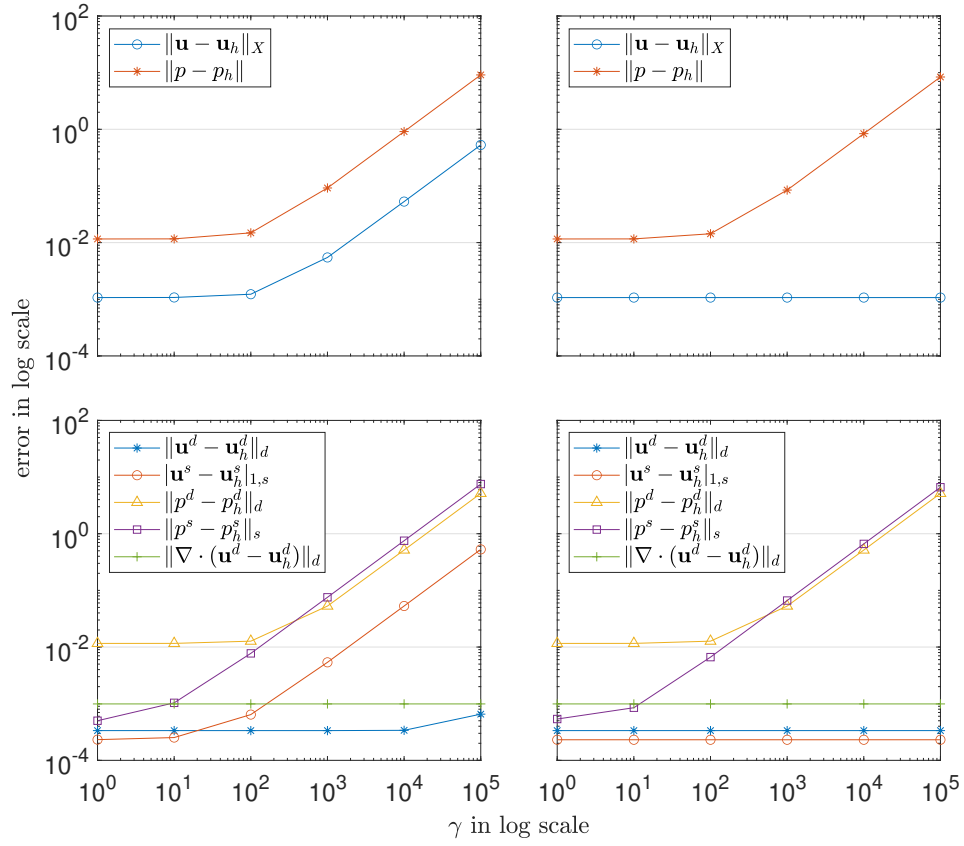 10^2
10^0
10^-2
10^-4
‖u − u_h‖_X
‖p − p_h‖
‖u − u_h‖_X
‖p − p_h‖
error in log scale
10^2
10^0
10^-2
10^-4
‖u^d − u_h^d‖_d
|u^s − u_h^s|_{1,s}
‖p^d − p_h^d‖_d
‖p^s − p_h^s‖_s
‖∇ · (u^d − u_h^d)‖_d
‖u^d − u_h^d‖_d
|u^s − u_h^s|_{1,s}
‖p^d − p_h^d‖_d
‖p^s − p_h^s‖_s
‖∇ · (u^d − u_h^d)‖_d
10^0 10^1 10^2 10^3 10^4 10^5
10^0 10^1 10^2 10^3 10^4 10^5
γ in log scale